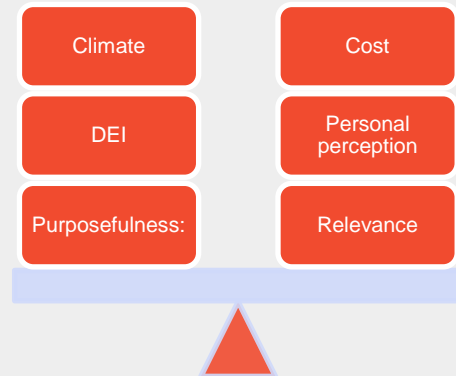 Climate
Cost
DEI
Personal
perception
Purposefulness:
Relevance